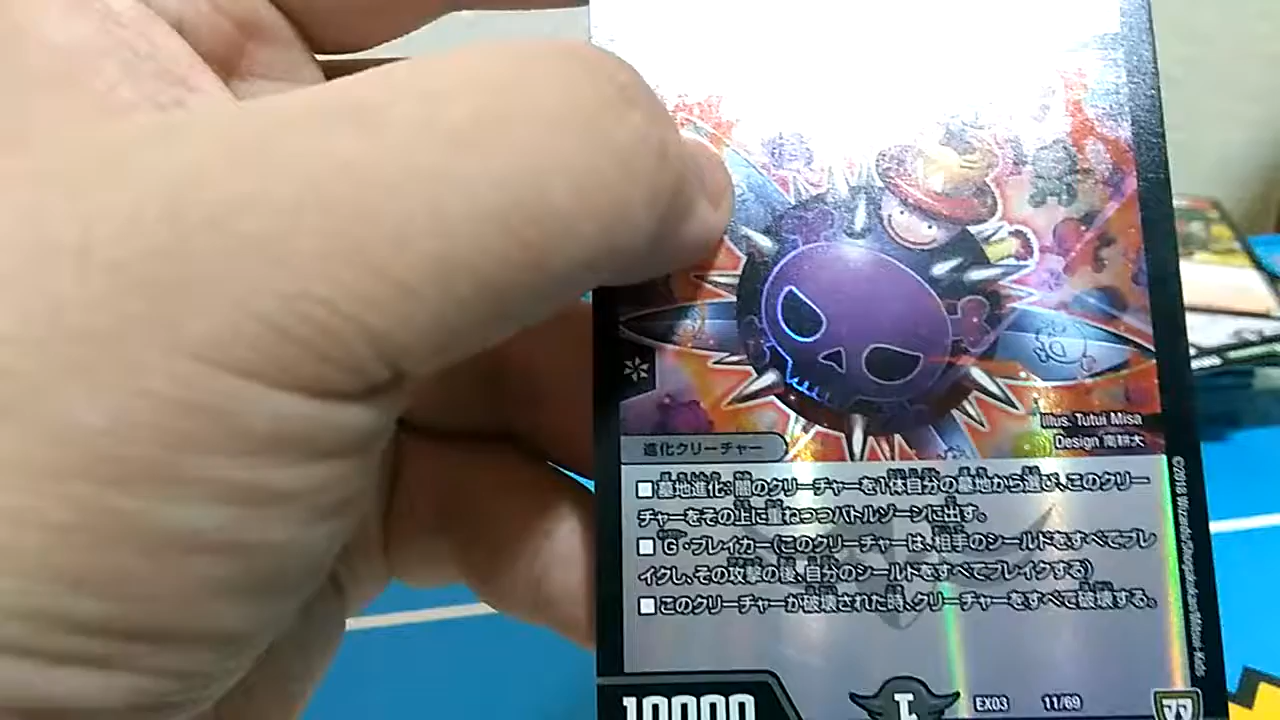 Illus. Tutui Misa
Design 南耕大
進化クリーチャー
■墓地進化:闇のクリーチャーを1体自分の墓地から選び、このクリー
チャーをその上に重ねつつバトルゾーンに出す。
■G・ブレイカー(このクリーチャーは、相手のシールドをすべてブレ
イクし、その攻撃の後、自分のシールドをすべてブレイクする)
■このクリーチャーが破壊された時、クリーチャーをすべて破壊する。
10000
EX03 11/69